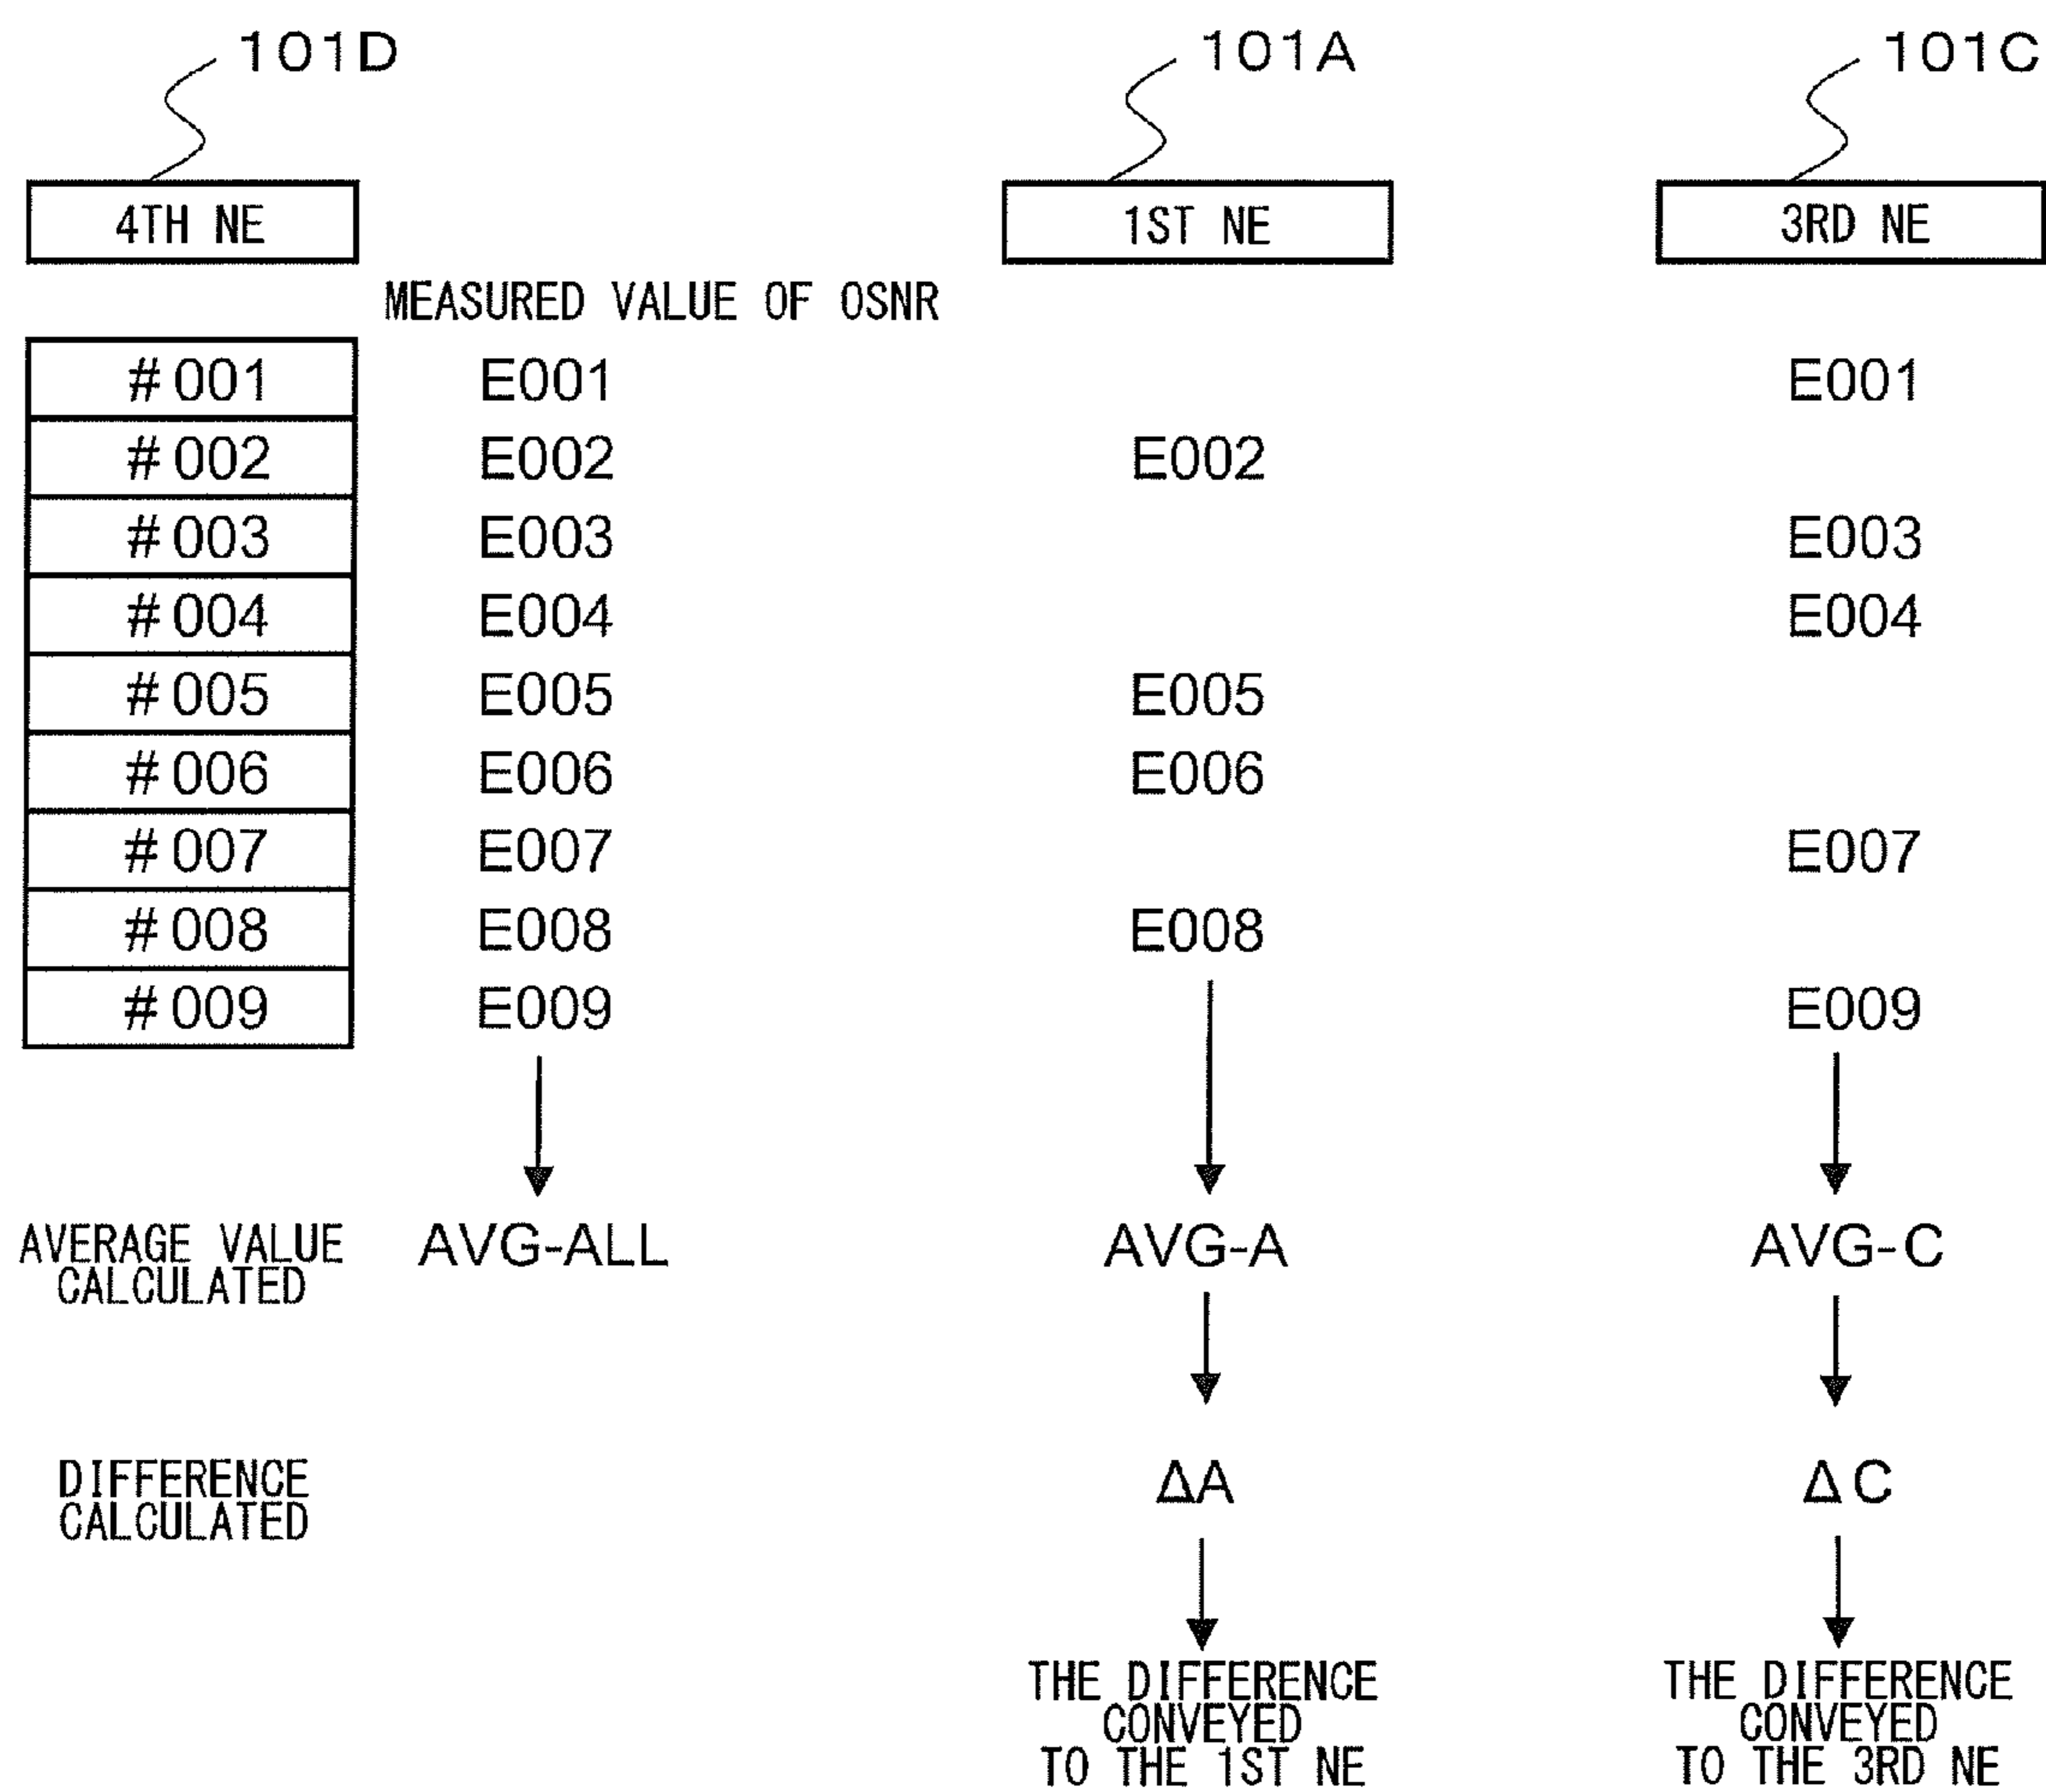 101D 101A 101C
4TH NE 1ST NE 3RD NE
MEASURED VALUE OF OSNR
#001 E001 E001
#002 E002 E002
#003 E003 E003
#004 E004 E004
#005 E005 E005
#006 E006 E006
#007 E007 E007
#008 E008 E008
#009 E009 E009
AVERAGE VALUE CALCULATED AVG-ALL AVG-A AVG-C
DIFFERENCE CALCULATED ΔA ΔC
THE DIFFERENCE
CONVEYED
TO THE 1ST NE
THE DIFFERENCE
CONVEYED
TO THE 3RD NE